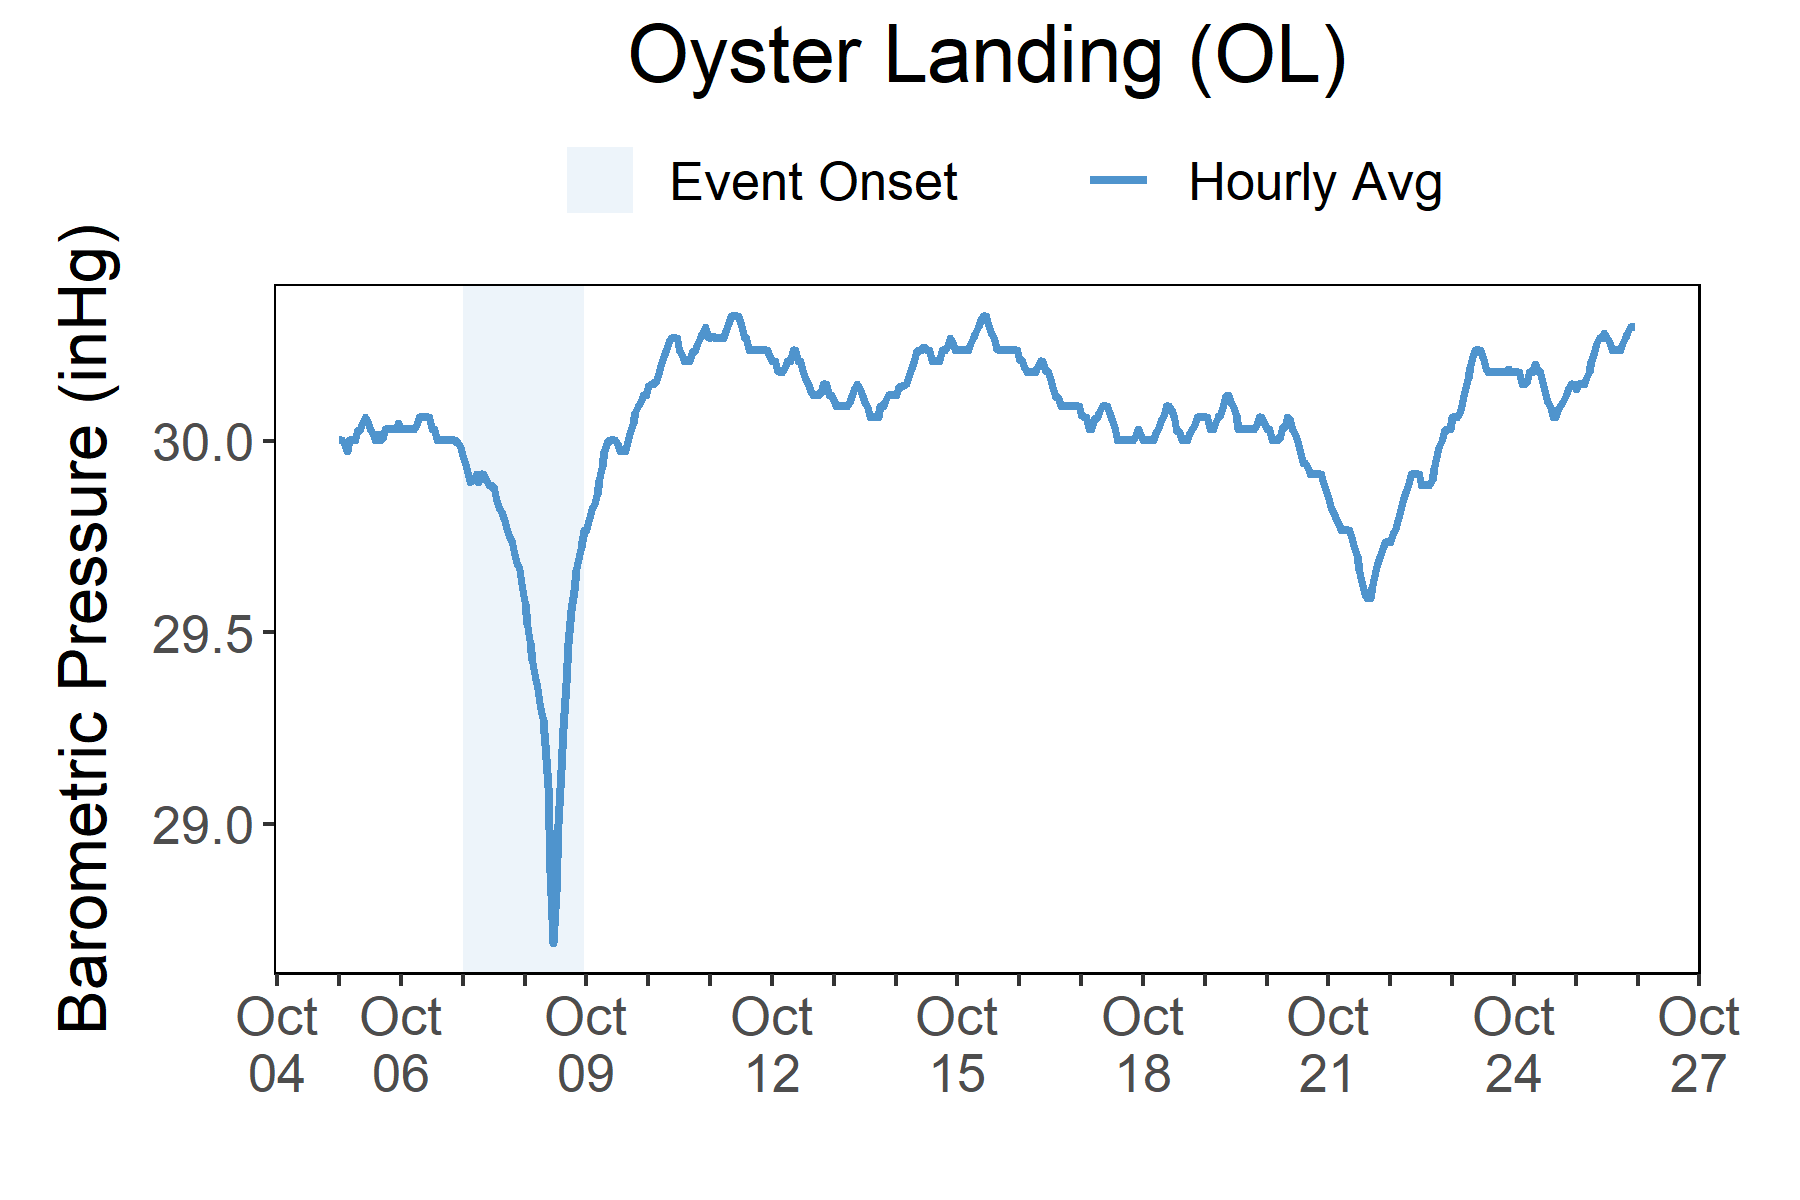 Oyster Landing (OL)
Event Onset
Hourly Avg
Barometric Pressure (inHg)
30.0
29.5
29.0
Oct Oct Oct Oct Oct Oct Oct Oct Oct
04 06 09 12 15 18 21 24 27